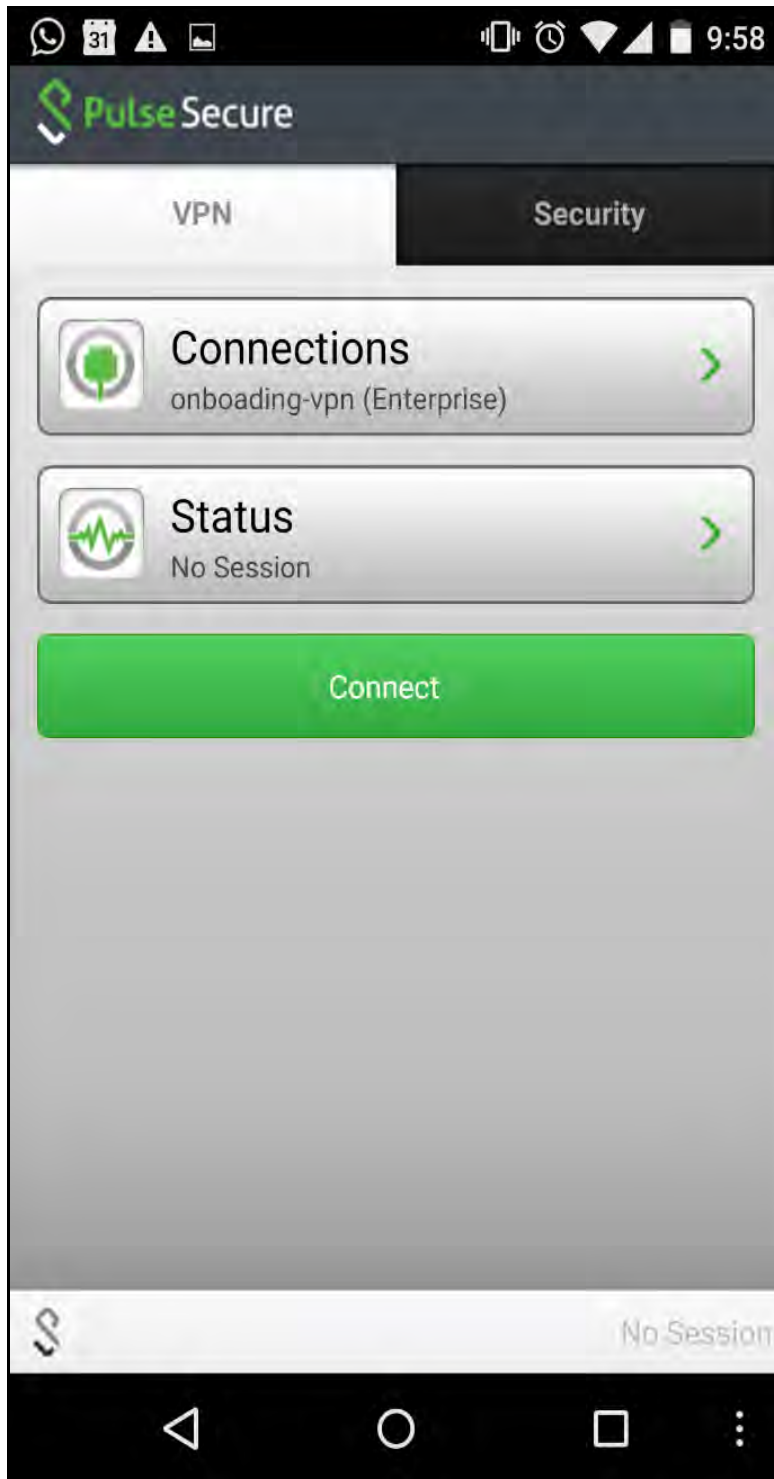 31
9:58
Pulse Secure
VPN
Security
Connections
onboading-vpn (Enterprise)
Status
No Session
Connect
No Session